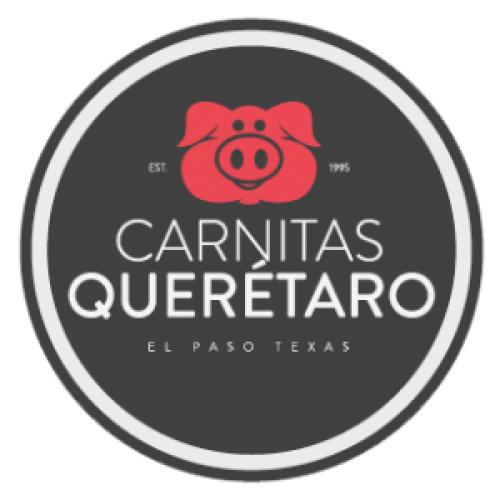 EST. 1995
CARNITAS
QUERÉTARO
EL PASO TEXAS